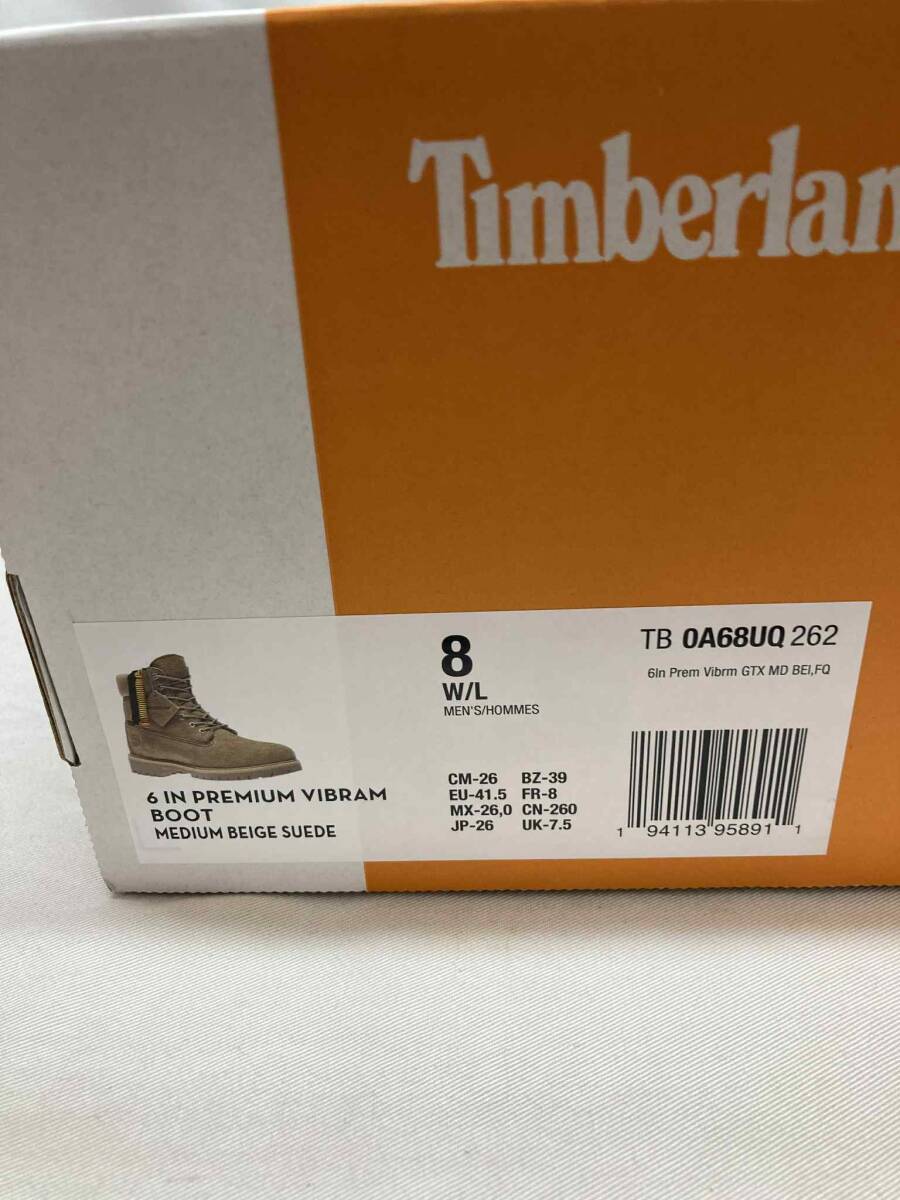 Timberlan
8
W/L
MEN'S/HOMMES
TB 0A68UQ 262
6In Prem Vibrm GTX MD BEI,FQ
6 IN PREMIUM VIBRAM
BOOT
MEDIUM BEIGE SUEDE
CM-26 BZ-39
EU-41.5 FR-8
MX-26,0 CN-260
JP-26 UK-7.5
1 94113 95891 1